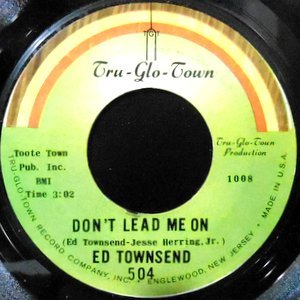 Tru-Glo-Town
Toote Town
Pub. Inc.
BMI
Time 3:02
Tru-Glo-Town
Production
1008
DON'T LEAD ME ON
(Ed Townsend-Jesse Herring, Jr.)
ED TOWNSEND
504
TRU-GLO-TOWN RECORD COMPANY, INC. • ENGLEWOOD, NEW JERSEY • MADE IN U.S.A.